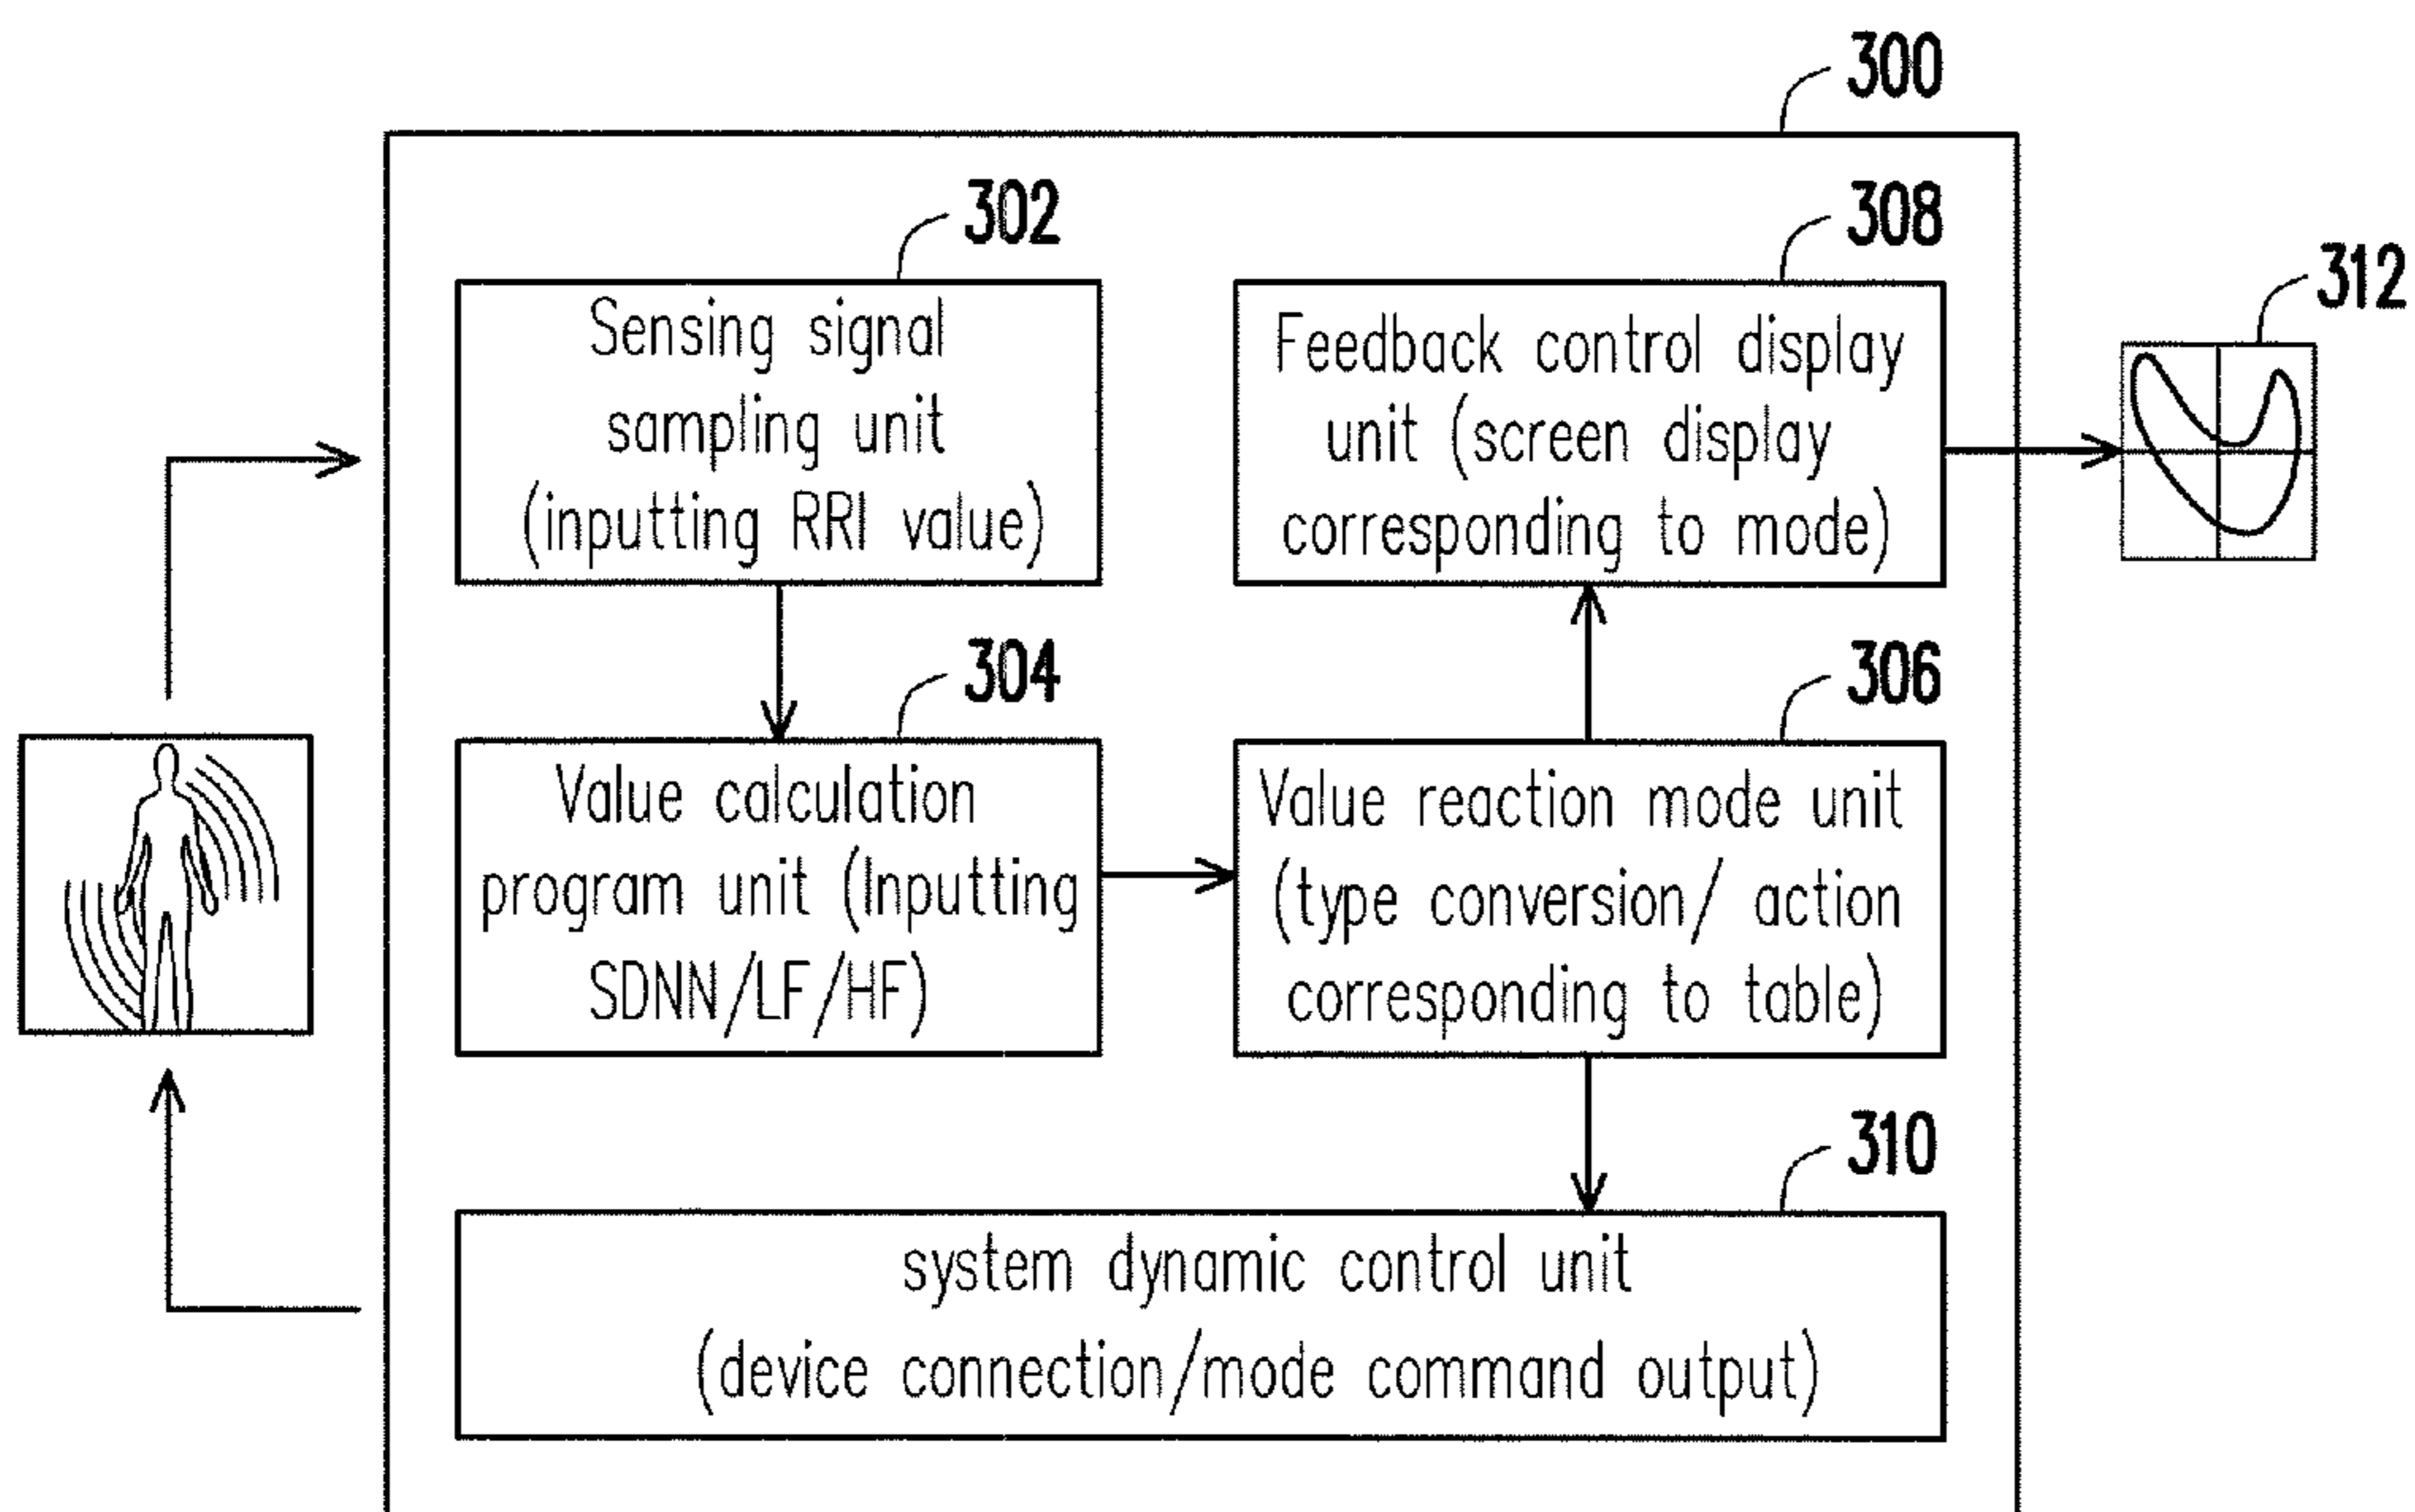 300
302
Sensing signal
sampling unit
(inputting RRI value)
308
Feedback control display
unit (screen display
corresponding to mode)
312
304
Value calculation
program unit (Inputting
SDNN/LF/HF)
306
Value reaction mode unit
(type conversion/ action
corresponding to table)
310
system dynamic control unit
(device connection/mode command output)